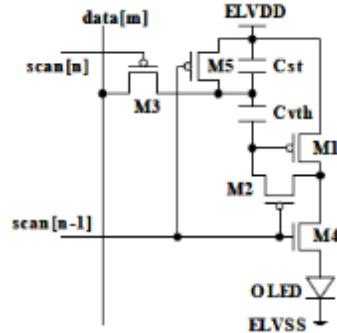 data[m]
ELVDD
scan[n]
M5
Cst
M3
Cvth
M1
M2
scan[n-1]
M4
OLED
ELVSS